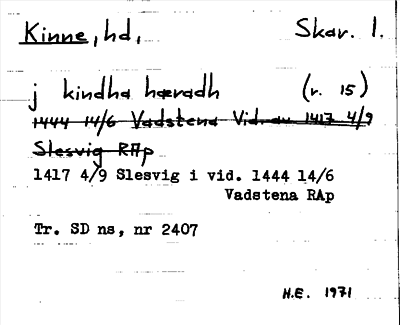 Kinne, hd, Skar. l.
j kindha hæradh (r. 15)
1444 14/6 Vadstena Vid. av 1417 4/9
Slesvig RAp
1417 4/9 Slesvig i vid. 1444 14/6
Vadstena RAp
Tr. SD ns, nr 2407
H.E. 1971